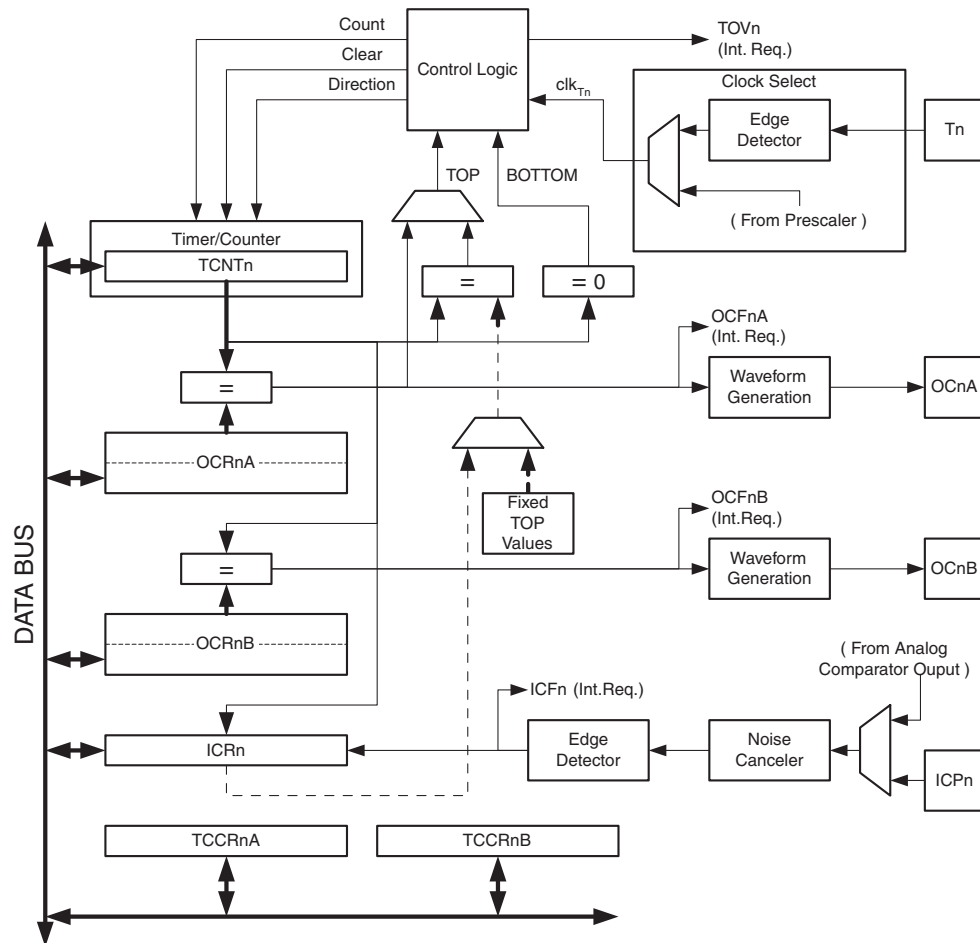 Count
Clear
Direction
Control Logic
TOVn
(Int. Req.)
clkTn
Clock Select
Edge
Detector
Tn
( From Prescaler )
TOP
BOTTOM
Timer/Counter
TCNTn
=
= 0
OCFnA
(Int. Req.)
=
Waveform
Generation
OCnA
OCRnA
Fixed
TOP
Values
OCFnB
(Int.Req.)
=
Waveform
Generation
OCnB
OCRnB
DATA BUS
( From Analog
Comparator Ouput )
ICFn (Int.Req.)
ICRn
Edge
Detector
Noise
Canceler
ICPn
TCCRnA
TCCRnB